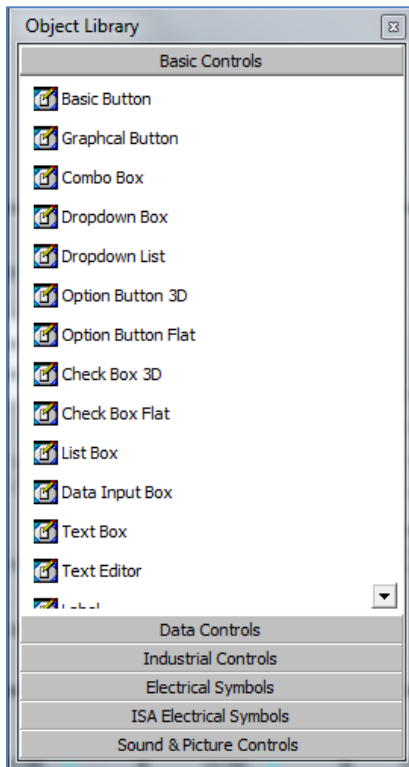 Object Library
Basic Controls
Basic Button
Graphcal Button
Combo Box
Dropdown Box
Dropdown List
Option Button 3D
Option Button Flat
Check Box 3D
Check Box Flat
List Box
Data Input Box
Text Box
Text Editor
Label
Data Controls
Industrial Controls
Electrical Symbols
ISA Electrical Symbols
Sound & Picture Controls